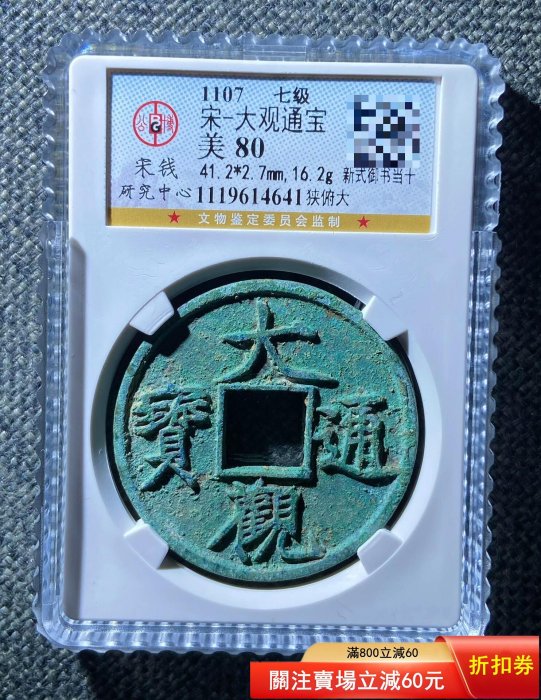 1107 七级
宋-大观通宝
美 80
41.2*2.7mm, 16.2g 新式御书当十
宋钱
研究中心 1119614641 狭俯大
公 G 博
★ 文物鉴定委员会监制 ★
大
寶 通
觀
滿800立減60
關注賣場立減60元
折扣券